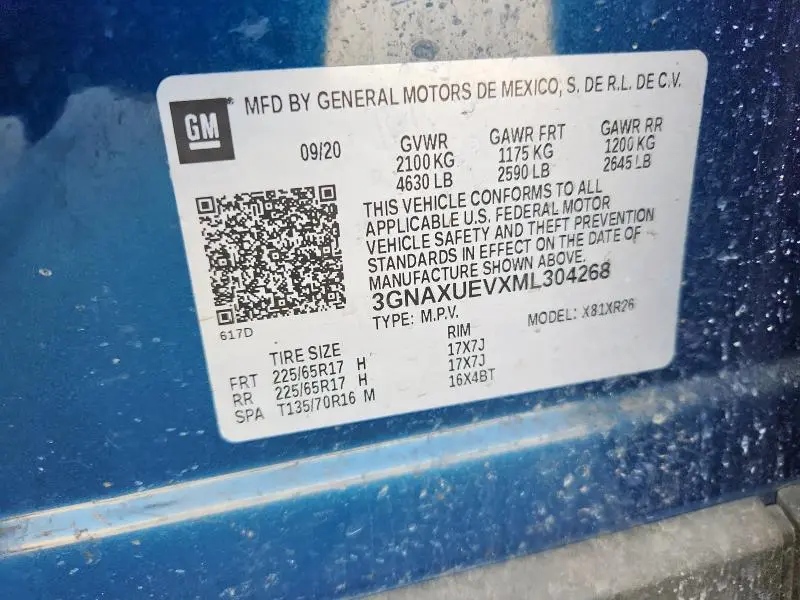 GM MFD BY GENERAL MOTORS DE MEXICO, S. DE R.L. DE C.V.
09/20
GVWR
2100 KG
4630 LB
GAWR FRT
1175 KG
2590 LB
GAWR RR
1200 KG
2645 LB
THIS VEHICLE CONFORMS TO ALL
APPLICABLE U.S. FEDERAL MOTOR
VEHICLE SAFETY AND THEFT PREVENTION
STANDARDS IN EFFECT ON THE DATE OF
MANUFACTURE SHOWN ABOVE.
3GNAXUEVXML304268
TYPE: M.P.V. MODEL: X81XR26
617D
TIRE SIZE RIM
FRT 225/65R17 H 17X7J
RR 225/65R17 H 17X7J
SPA T135/70R16 M 16X4BT